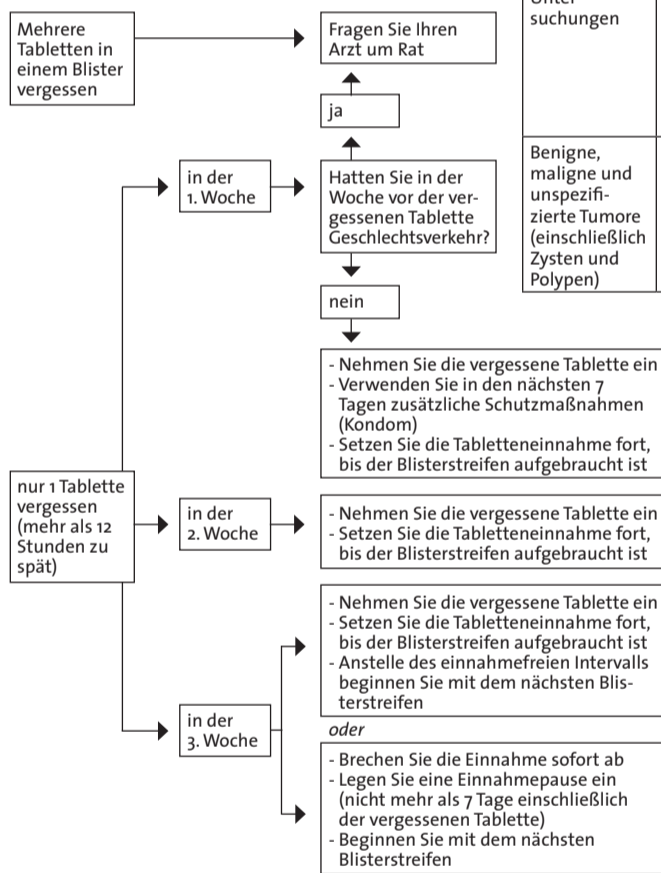 Mehrere
Tabletten in
einem Blister
vergessen
Fragen Sie Ihren
Arzt um Rat
ja
in der
1. Woche
Hatten Sie in der
Woche vor der ver-
gessenen Tablette
Geschlechtsverkehr?
nein
- Nehmen Sie die vergessene Tablette ein
- Verwenden Sie in den nächsten 7
Tagen zusätzliche Schutzmaßnahmen
(Kondom)
- Setzen Sie die Tabletteneinnahme fort,
bis der Blisterstreifen aufgebraucht ist
nur 1 Tablette
vergessen
(mehr als 12
Stunden zu
spät)
in der
2. Woche
- Nehmen Sie die vergessene Tablette ein
- Setzen Sie die Tabletteneinnahme fort,
bis der Blisterstreifen aufgebraucht ist
in der
3. Woche
- Nehmen Sie die vergessene Tablette ein
- Setzen Sie die Tabletteneinnahme fort,
bis der Blisterstreifen aufgebraucht ist
- Anstelle des einnahmefreien Intervalls
beginnen Sie mit dem nächsten Blis-
terstreifen
oder
- Brechen Sie die Einnahme sofort ab
- Legen Sie eine Einnahmepause ein
(nicht mehr als 7 Tage einschließlich
der vergessenen Tablette)
- Beginnen Sie mit dem nächsten
Blisterstreifen
suchungen
Benigne,
maligne und
unspezifi-
zierte Tumore
(einschließlich
Zysten und
Polypen)